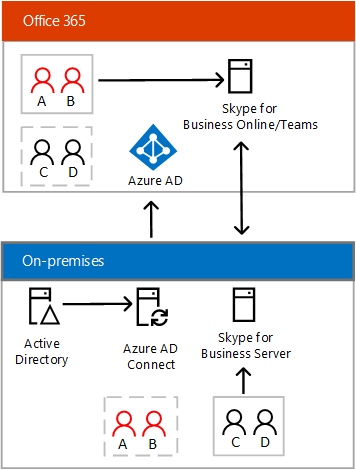 Office 365
A B
Skype for
Business Online/Teams
C D
Azure AD
On-premises
Active
Directory
Azure AD
Connect
Skype for
Business Server
A B
C D